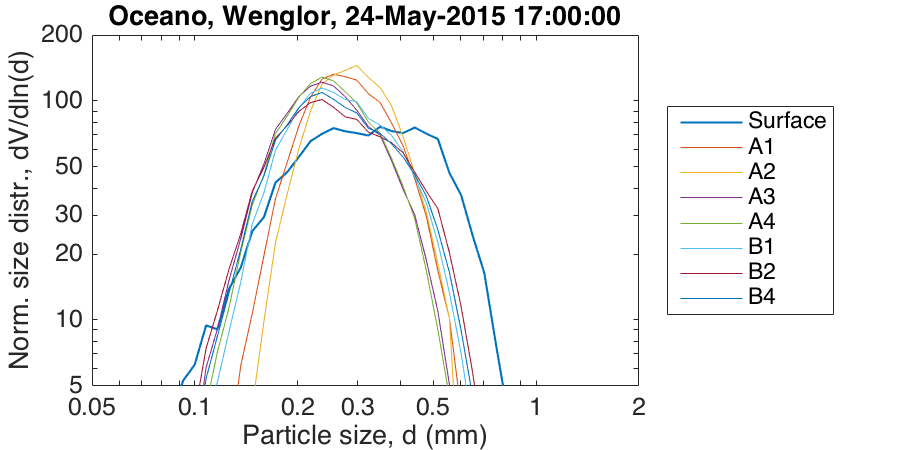 Oceano, Wenglor, 24-May-2015 17:00:00
Norm. size distr., dV/dln(d)
200
100
50
30
20
10
5
0.05 0.1 0.2 0.3 0.5 1 2
Particle size, d (mm)
Surface
A1
A2
A3
A4
B1
B2
B4